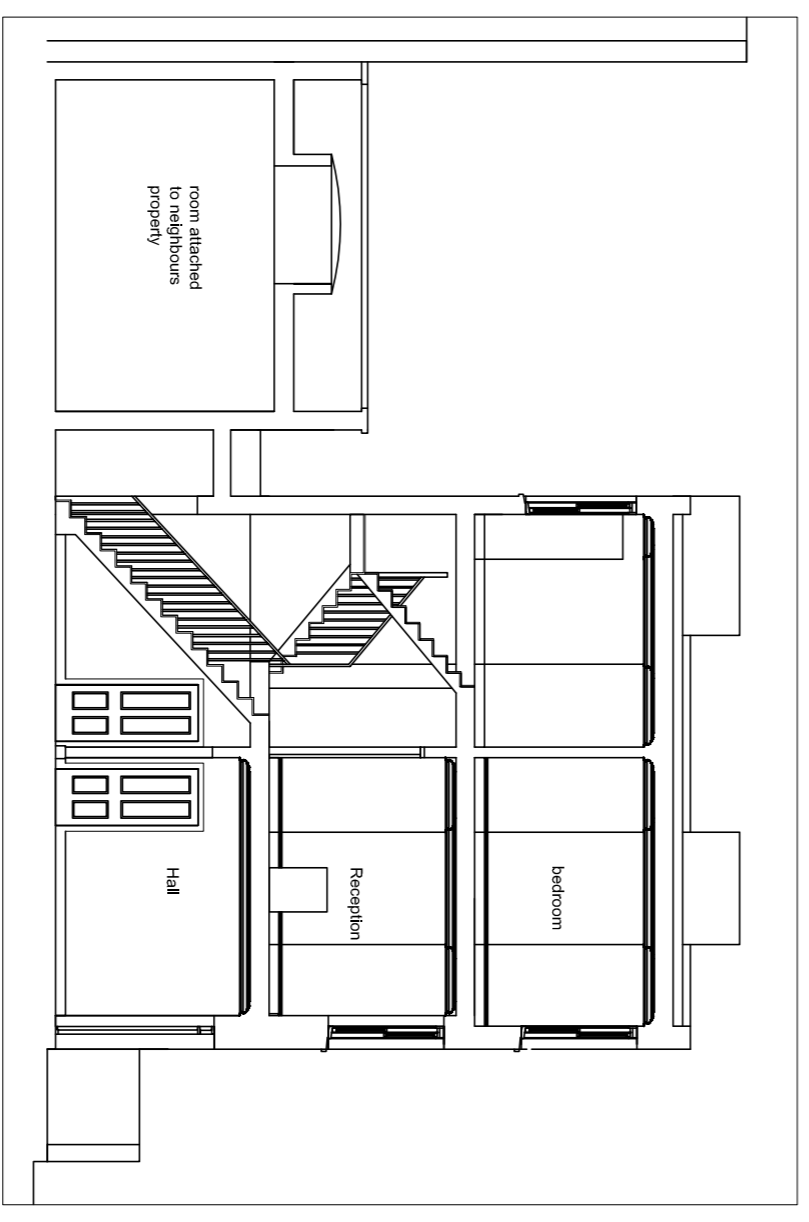 room attached
to neighbours
property
bedroom
Reception
Hall